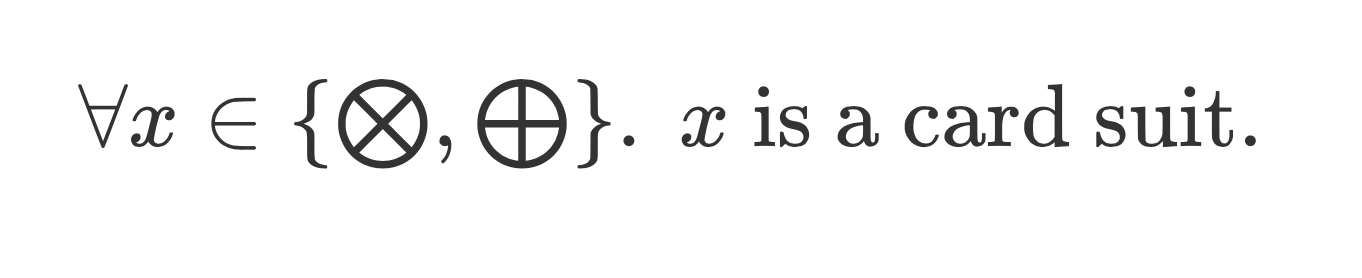 ∀x ∈ {⊗, ⊕}. x is a card suit.